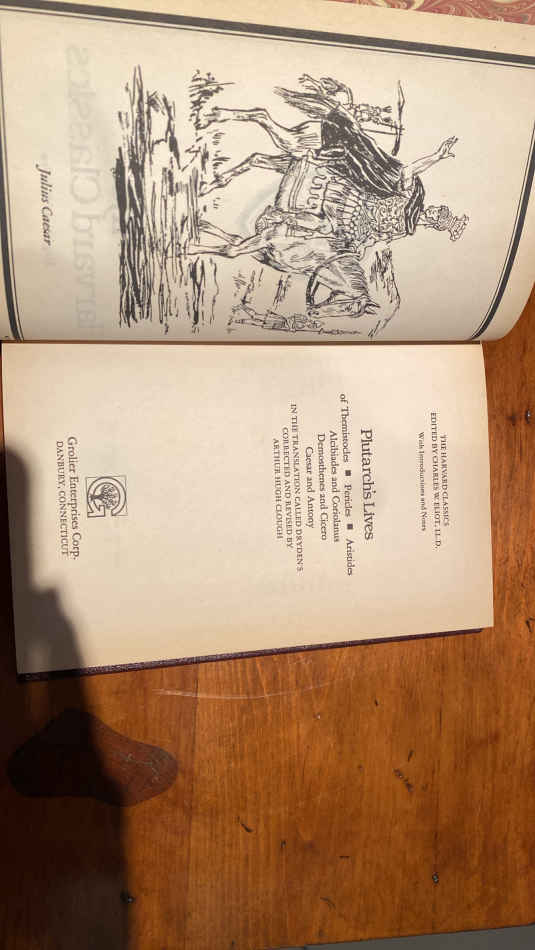 Julius Caesar
THE HARVARD CLASSICS
EDITED BY CHARLES W. ELIOT, LL.D.
With Introductions and Notes
Plutarch's Lives
of Themistocles ■ Pericles ■ Aristides
Alcibiades and Coriolanus
Demosthenes and Cicero
Caesar and Antony
IN THE TRANSLATION CALLED DRYDEN'S
CORRECTED AND REVISED BY
ARTHUR HUGH CLOUGH
Grolier Enterprises Corp.
DANBURY, CONNECTICUT